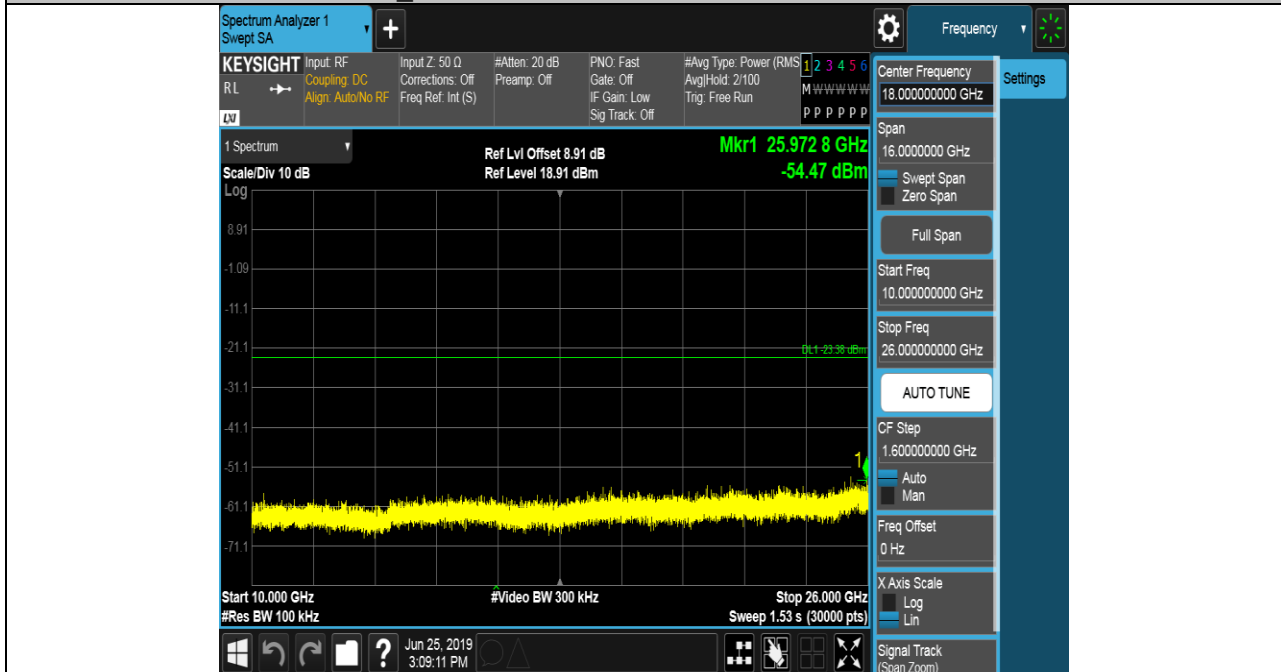 Spectrum Analyzer 1
Swept SA
+
Frequency
KEYSIGHT
RL
LXI
Input: RF
Coupling: DC
Align: Auto/No RF
Input Z: 50 Ω
Corrections: Off
Freq Ref: Int (S)
#Atten: 20 dB
Preamp: Off
PNO: Fast
Gate: Off
IF Gain: Low
Sig Track: Off
#Avg Type: Power (RMS
Avg|Hold: 2/100
Trig: Free Run
1 2 3 4 5 6
M W W W W W
P P P P P P
1 Spectrum
Scale/Div 10 dB
Log
Ref Lvl Offset 8.91 dB
Ref Level 18.91 dBm
Mkr1 25.972 8 GHz
-54.47 dBm
8.91
-1.09
-11.1
-21.1
DL1 -23.38 dBm
-31.1
-41.1
-51.1
1
-61.1
-71.1
Start 10.000 GHz
#Video BW 300 kHz
Stop 26.000 GHz
#Res BW 100 kHz
Sweep 1.53 s (30000 pts)
?
Jun 25, 2019
3:09:11 PM
Center Frequency
18.000000000 GHz
Settings
Span
16.0000000 GHz
Swept Span
Zero Span
Full Span
Start Freq
10.000000000 GHz
Stop Freq
26.000000000 GHz
AUTO TUNE
CF Step
1.600000000 GHz
Auto
Man
Freq Offset
0 Hz
X Axis Scale
Log
Lin
Signal Track
(Span Zoom)